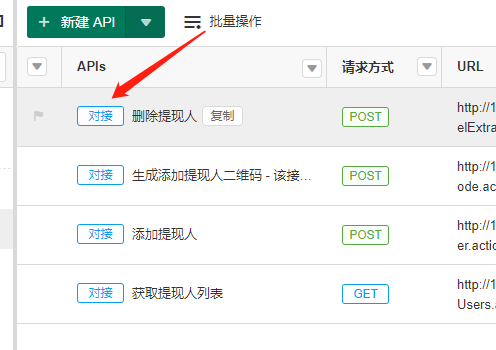 + 新建 API
批量操作
APIs
请求方式
URL
对接
删除提现人
复制
POST
http://1
elExtra
对接
生成添加提现人二维码 - 该接...
POST
http://1
ode.ac
对接
添加提现人
POST
http://1
er.actio
对接
获取提现人列表
GET
http://1
Users.